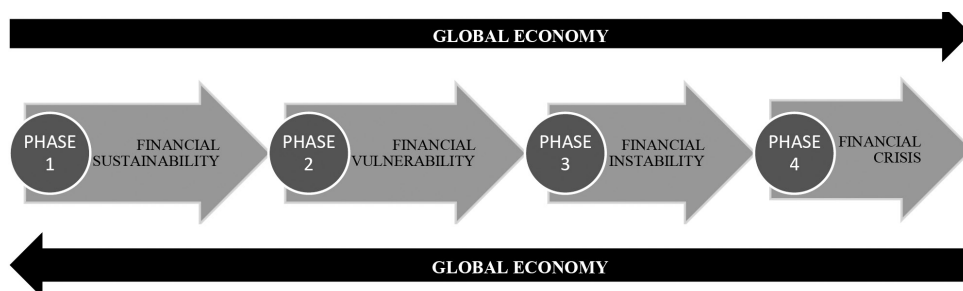 GLOBAL ECONOMY
PHASE
1
FINANCIAL
SUSTAINABILITY
PHASE
2
FINANCIAL
VULNERABILITY
PHASE
3
FINANCIAL
INSTABILITY
PHASE
4
FINANCIAL
CRISIS
GLOBAL ECONOMY